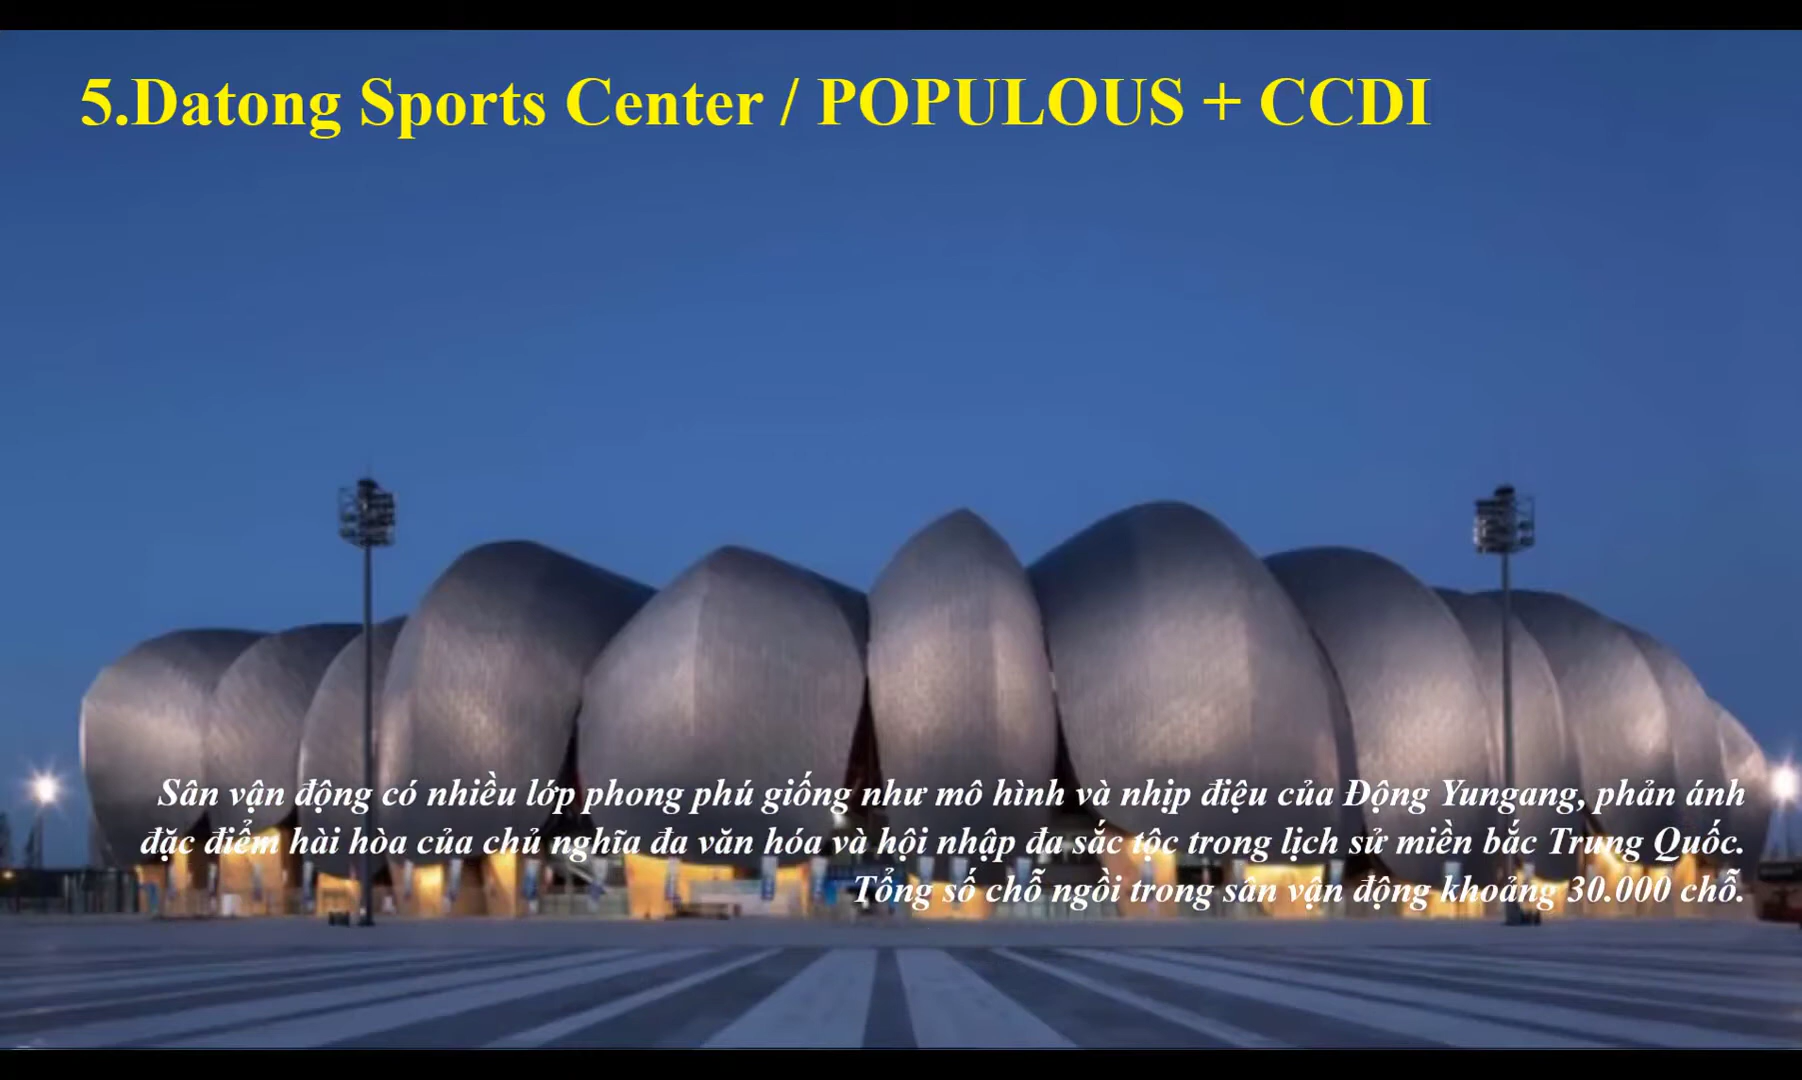 5.Datong Sports Center / POPULOUS + CCDI
Sân vận động có nhiều lớp phong phú giống như mô hình và nhịp điệu của Động Yungang, phản ánh
đặc điểm hài hòa của chủ nghĩa đa văn hóa và hội nhập đa sắc tộc trong lịch sử miền bắc Trung Quốc.
Tổng số chỗ ngồi trong sân vận động khoảng 30.000 chỗ.